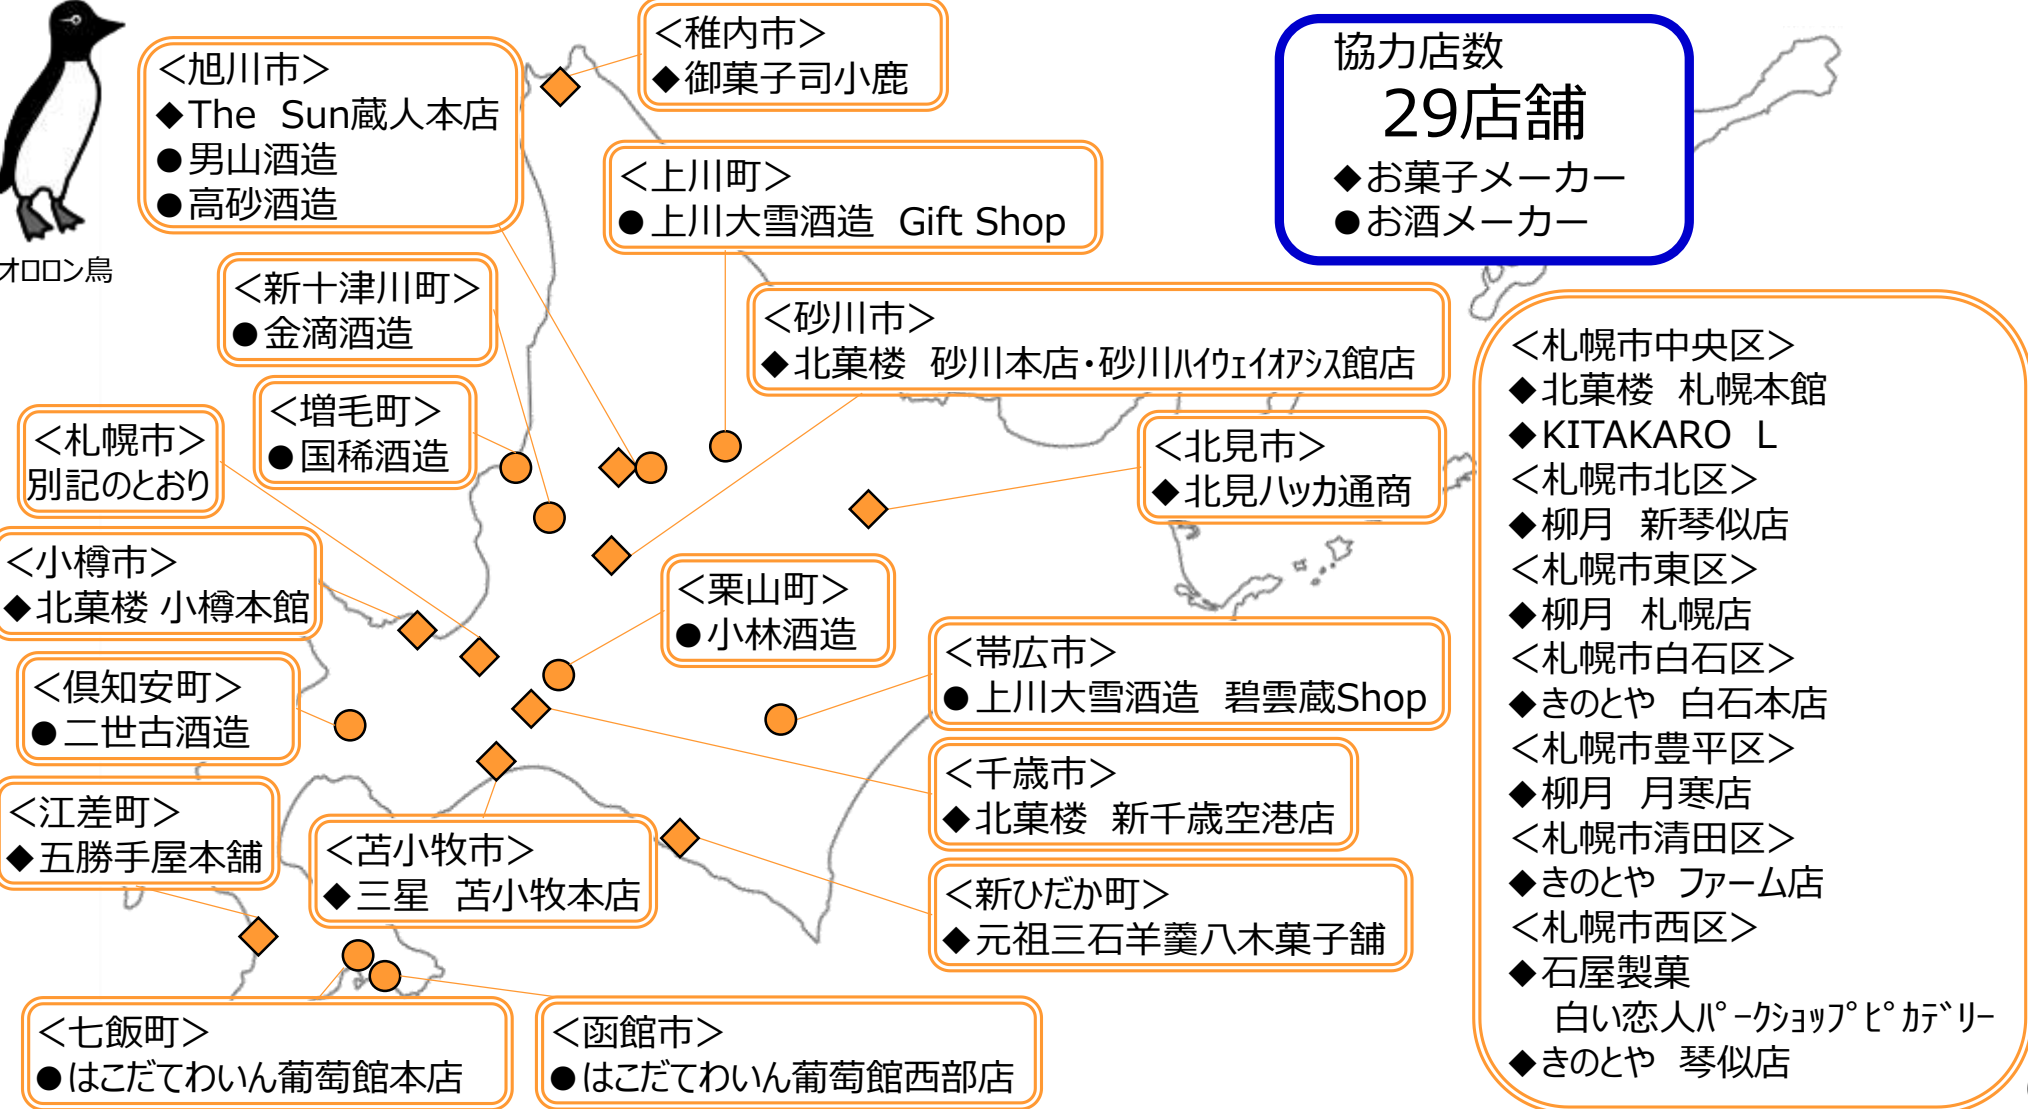 オロロン鳥
<旭川市>
◆The Sun蔵人本店
●男山酒造
●高砂酒造
<稚内市>
◆御菓子司小鹿
<上川町>
●上川大雪酒造 Gift Shop
協力店数
29店舗
◆お菓子メーカー
●お酒メーカー
<新十津川町>
●金滴酒造
<砂川市>
◆北菓楼 砂川本店・砂川ﾊｲｳｪｲｵｱｼｽ館店
<増毛町>
●国稀酒造
<札幌市>
別記のとおり
<北見市>
◆北見ハッカ通商
<小樽市>
◆北菓楼 小樽本館
<栗山町>
●小林酒造
<倶知安町>
●二世古酒造
<帯広市>
●上川大雪酒造 碧雲蔵Shop
<千歳市>
◆北菓楼 新千歳空港店
<江差町>
◆五勝手屋本舗
<苫小牧市>
◆三星 苫小牧本店
<新ひだか町>
◆元祖三石羊羹八木菓子舗
<七飯町>
●はこだてわいん葡萄館本店
<函館市>
●はこだてわいん葡萄館西部店
<札幌市中央区>
◆北菓楼 札幌本館
◆KITAKARO L
<札幌市北区>
◆柳月 新琴似店
<札幌市東区>
◆柳月 札幌店
<札幌市白石区>
◆きのとや 白石本店
<札幌市豊平区>
◆柳月 月寒店
<札幌市清田区>
◆きのとや ファーム店
<札幌市西区>
◆石屋製菓
白い恋人ﾊﾟｰｸｼｮｯﾌﾟﾋﾟｶﾃﾞﾘｰ
◆きのとや 琴似店